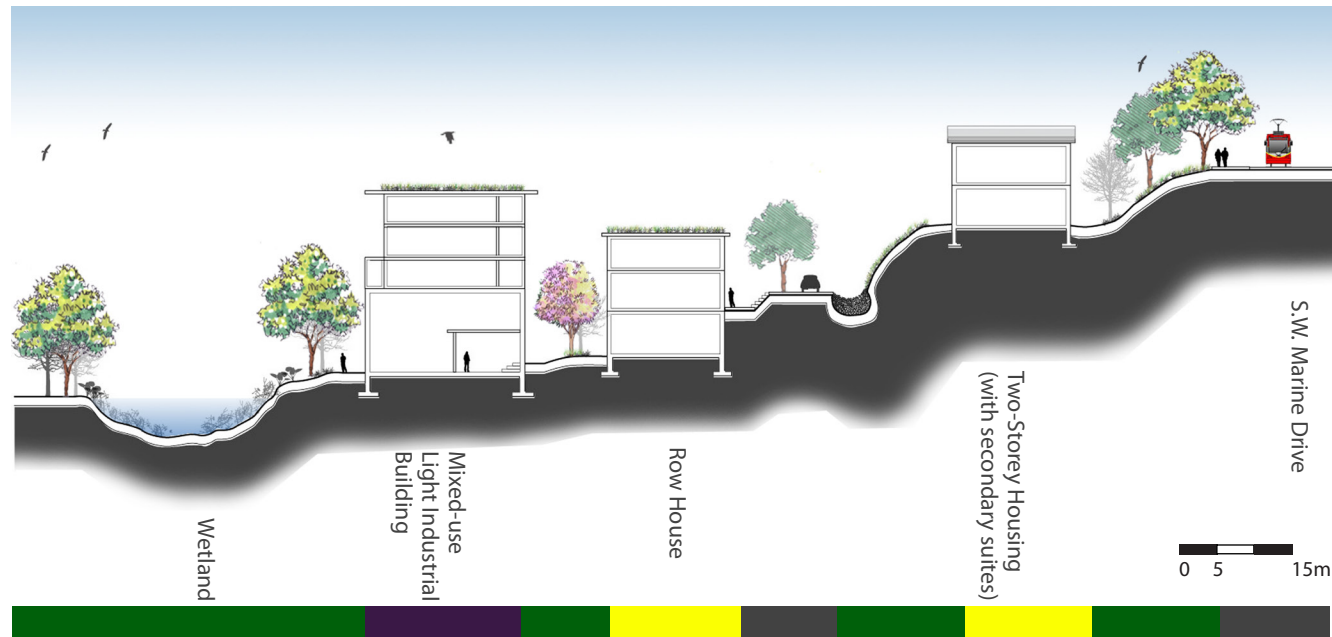 Wetland
Mixed-use
Light Industrial
Building
Row House
Two-Storey Housing
(with secondary suites)
S.W. Marine Drive
0 5 15m